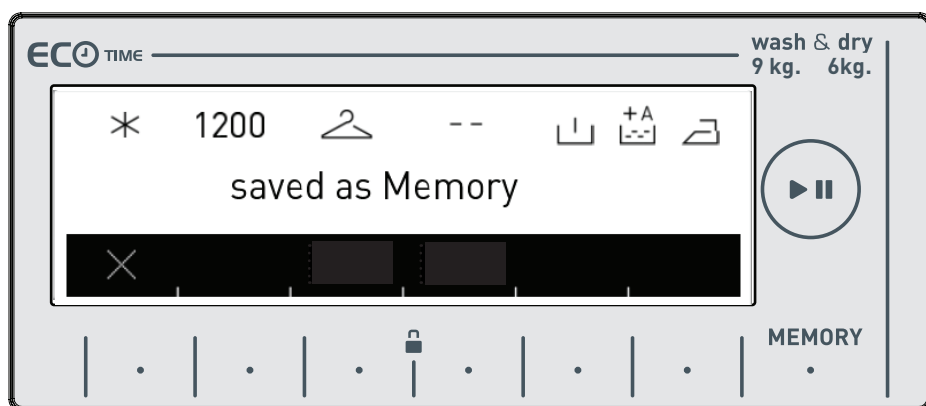 ECO TIME
wash & dry
9 kg. 6kg.
1200 -- +A
saved as Memory
MEMORY